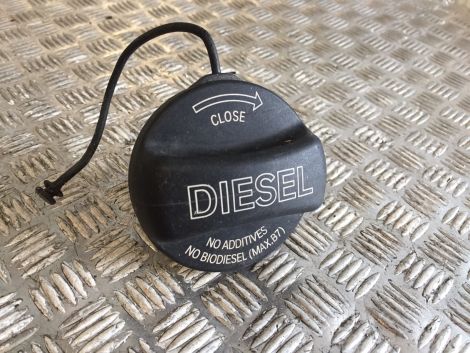 CLOSE
DIESEL
NO ADDITIVES
NO BIODIESEL (MAX.B7)